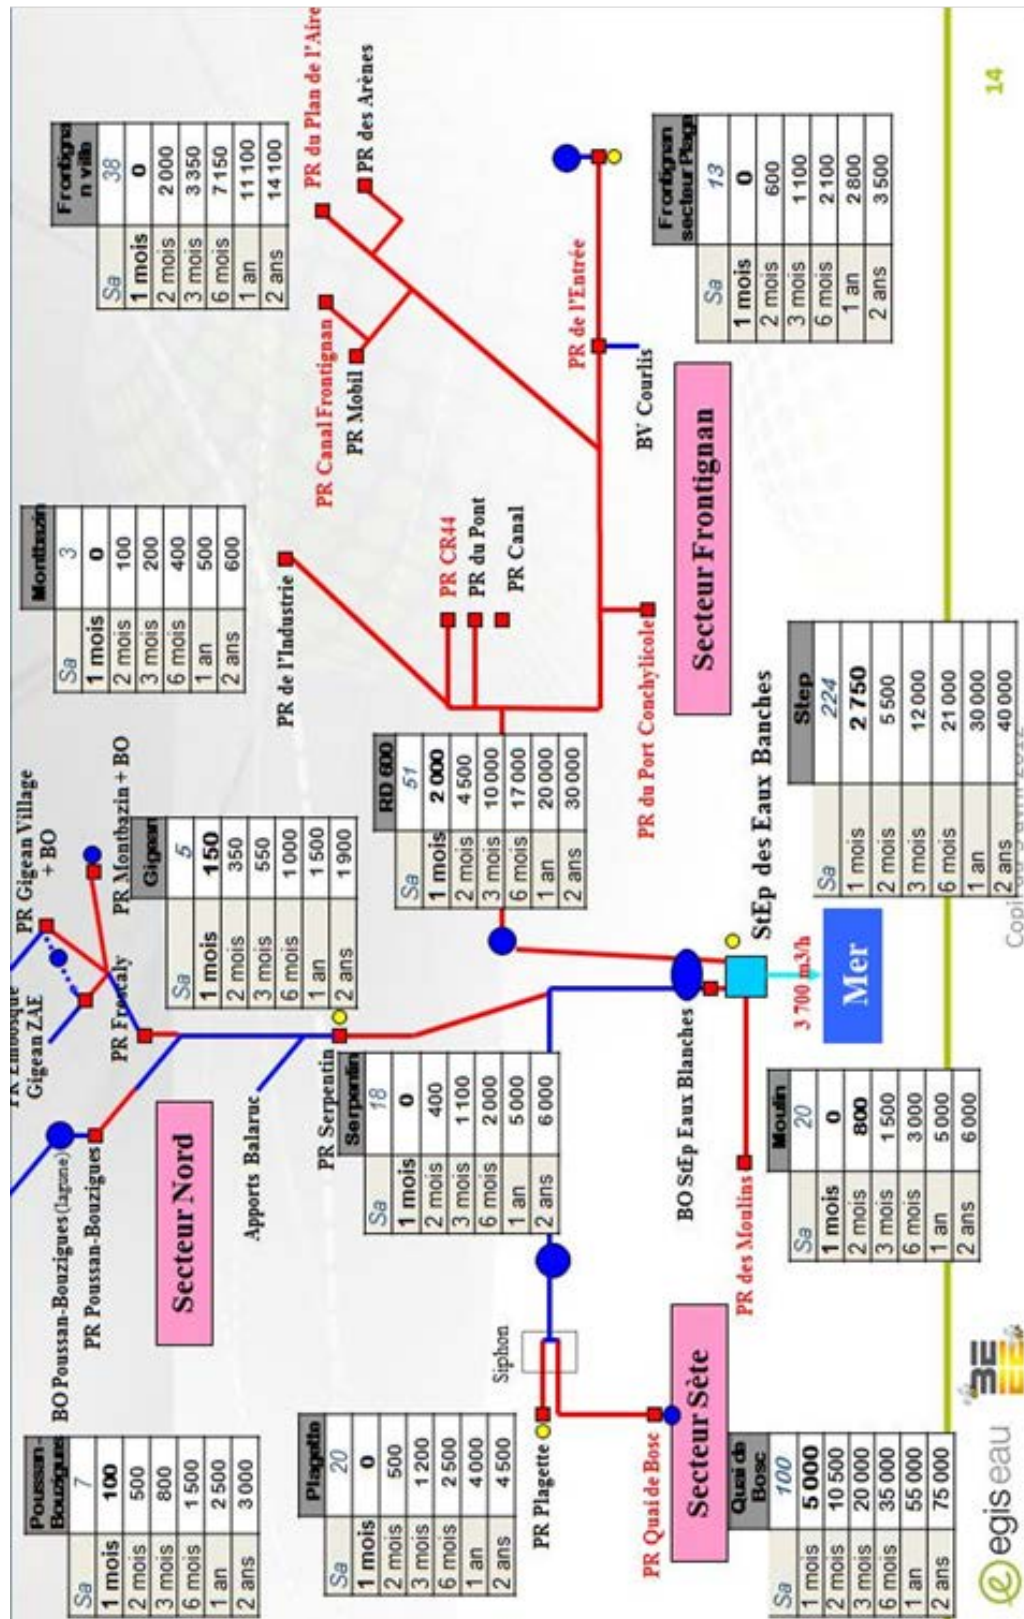 Poussan -
Bouzigues
Sa 7
1 mois 100
2 mois 500
3 mois 800
6 mois 1 500
1 an 2 500
2 ans 3 000
BO Poussan-Bouzigues (lagune)
PR Poussan-Bouzigues
Gigean ZAE
PR Gigean Village
+ BO
PR Frescaly
PR Montbazin + BO
Montbazin
Sa 3
1 mois 0
2 mois 100
3 mois 200
6 mois 400
1 an 500
2 ans 600
Frontigna
n ville
Sa 38
1 mois 0
2 mois 2 000
3 mois 3 350
6 mois 7 150
1 an 11 100
2 ans 14 100
Secteur Nord
Apports Balaruc
Gigean
Sa 5
1 mois 150
2 mois 350
3 mois 550
6 mois 1 000
1 an 1 500
2 ans 1 900
PR de l'Industrie
PR Canal Frontignan
PR Mobil
PR du Plan de l'Aire
PR des Arènes
Plagette
Sa 20
1 mois 0
2 mois 500
3 mois 1 200
6 mois 2 500
1 an 4 000
2 ans 4 500
PR Serpentin
Serpentin
Sa 18
1 mois 0
2 mois 400
3 mois 1 100
6 mois 2 000
1 an 5 000
2 ans 6 000
RD 600
Sa 51
1 mois 2 000
2 mois 4 500
3 mois 10 000
6 mois 17 000
1 an 20 000
2 ans 30 000
PR CR44
PR du Pont
PR Canal
Siphon
PR Plagette
PR de l'Entrée
BV Courlis
PR Quai de Bosc
BO StEp Eaux Blanches
PR du Port Conchylicole
Secteur Frontignan
Frontignan
secteur Plage
Sa 13
1 mois 0
2 mois 600
3 mois 1 100
6 mois 2 100
1 an 2 800
2 ans 3 500
Secteur Sète
PR des Moulins
StEp des Eaux Banches
Quai de
Bosc
Sa 100
1 mois 5 000
2 mois 10 500
3 mois 20 000
6 mois 35 000
1 an 55 000
2 ans 75 000
Moulin
Sa 20
1 mois 0
2 mois 800
3 mois 1 500
6 mois 3 000
1 an 5 000
2 ans 6 000
3 700 m3/h
Mer
Step
Sa 224
1 mois 2 750
2 mois 5 500
3 mois 12 000
6 mois 21 000
1 an 30 000
2 ans 40 000
egis eau
3E
14